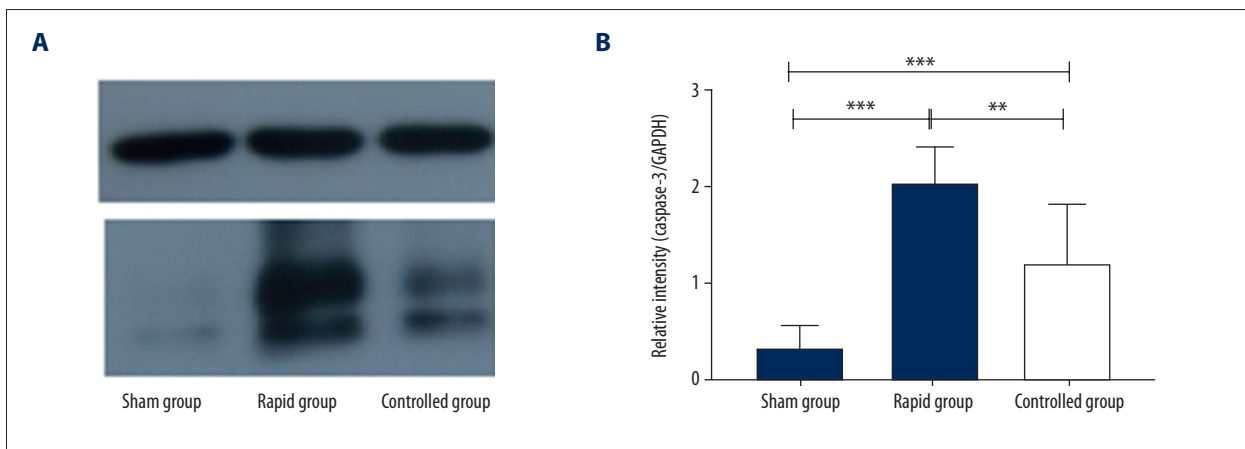 A
Sham group
Rapid group
Controlled group
B
Relative intensity (caspase-3/GAPDH)
3
2
1
0
***
***
**
Sham group
Rapid group
Controlled group